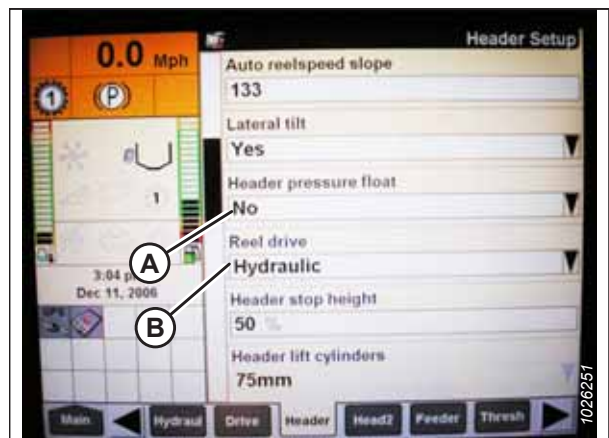 0.0 Mph
Header Setup
1
(P)
Auto reelspeed slope
133
Lateral tilt
Yes
1
Header pressure float
No
A
Reel drive
Hydraulic
3:04
Dec 11, 2006
B
Header stop height
50 %
Header lift cylinders
75mm
Main
Hydraul
Drive
Header
Head2
Feeder
Thresh
1026251